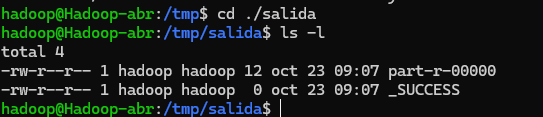 hadoop@Hadoop-abr:/tmp$ cd ./salida
hadoop@Hadoop-abr:/tmp/salida$ ls -l
total 4
-rw-r--r-- 1 hadoop hadoop 12 oct 23 09:07 part-r-00000
-rw-r--r-- 1 hadoop hadoop  0 oct 23 09:07 _SUCCESS
hadoop@Hadoop-abr:/tmp/salida$